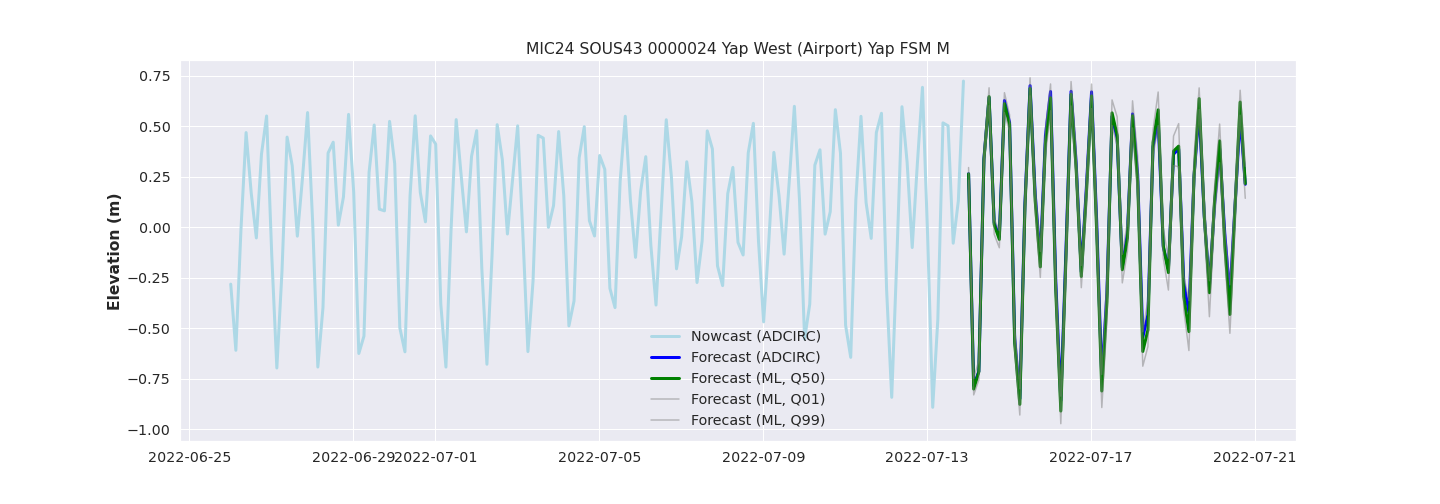 MIC24 SOUS43 0000024 Yap West (Airport) Yap FSM M
Elevation (m)
0.75
0.50
0.25
0.00
−0.25
−0.50
−0.75
−1.00
Nowcast (ADCIRC)
Forecast (ADCIRC)
Forecast (ML, Q50)
Forecast (ML, Q01)
Forecast (ML, Q99)
2022-06-25 2022-06-29 2022-07-01 2022-07-05 2022-07-09 2022-07-13 2022-07-17 2022-07-21